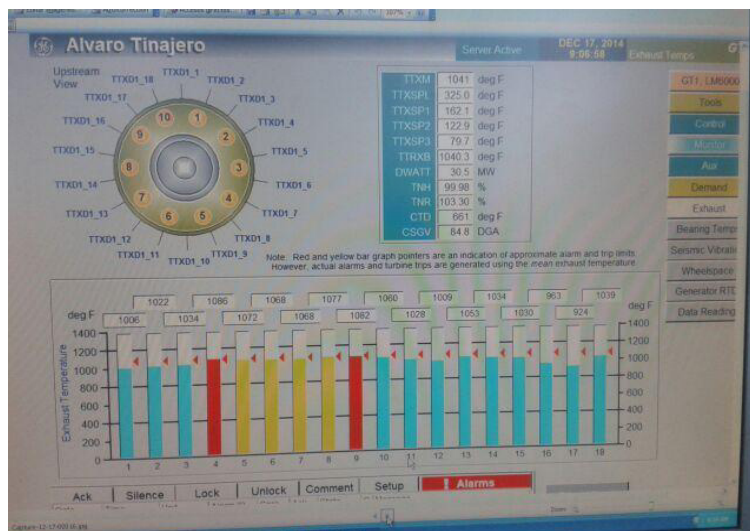 Alvaro Tinajero
Server Active
DEC 17, 2014
9:06:58
Exhaust Temps
Upstream
View
TTXD1_18 TTXD1_1 TTXD1_2
TTXD1_17 TTXD1_3
TTXD1_16 TTXD1_4
TTXD1_15 TTXD1_5
TTXD1_14 TTXD1_6
TTXD1_13 TTXD1_7
TTXD1_12 TTXD1_8
TTXD1_11 TTXD1_10 TTXD1_9
10 1
9 2
8 3
7 4
6 5
TTXM 1041 deg F
TTXSPL 325.0 deg F
TTXSP1 162.1 deg F
TTXSP2 122.9 deg F
TTXSP3 79.7 deg F
TTRXB 1040.3 deg F
DWATT 30.5 MW
TNH 99.98 %
TNR 103.30 %
CTD 661 deg F
CSGV 84.8 DGA
GT1, LM6000
Tools
Control
Monitor
Aux
Demand
Exhaust
Bearing Temps
Seismic Vibrati
Wheelspace
Generator RTD
Data Reading
Note: Red and yellow bar graph pointers are an indication of approximate alarm and trip limits.
However, actual alarms and turbine trips are generated using the mean exhaust temperature
1022 1086 1068 1077 1060 1009 1034 963 1039
deg F 1006 1034 1072 1068 1082 1028 1053 1030 924 deg F
Exhaust Temperature
1400 1400
1200 1200
1000 1000
800 800
600 600
400 400
200 200
0 0
1 2 3 4 5 6 7 8 9 10 11 12 13 14 15 16 17 18
Ack Silence Lock Unlock Comment Setup ! Alarms